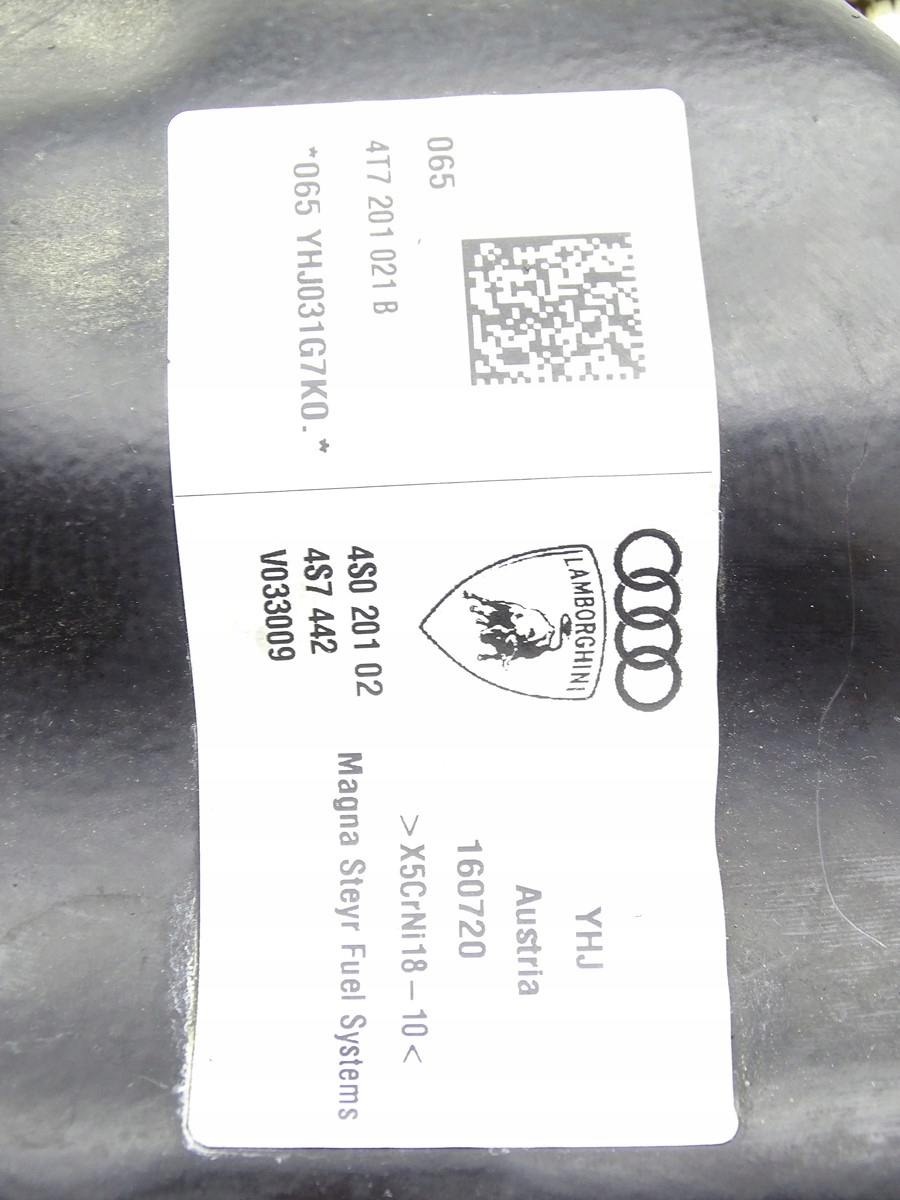 065
4T7 201 021 B
*065 YHJ031G7K0.*
LAMBORGHINI
4S0 201 02
4S7 442
V033009
YHJ
Austria
160720
>X5CrNi18-10<
Magna Steyr Fuel Systems